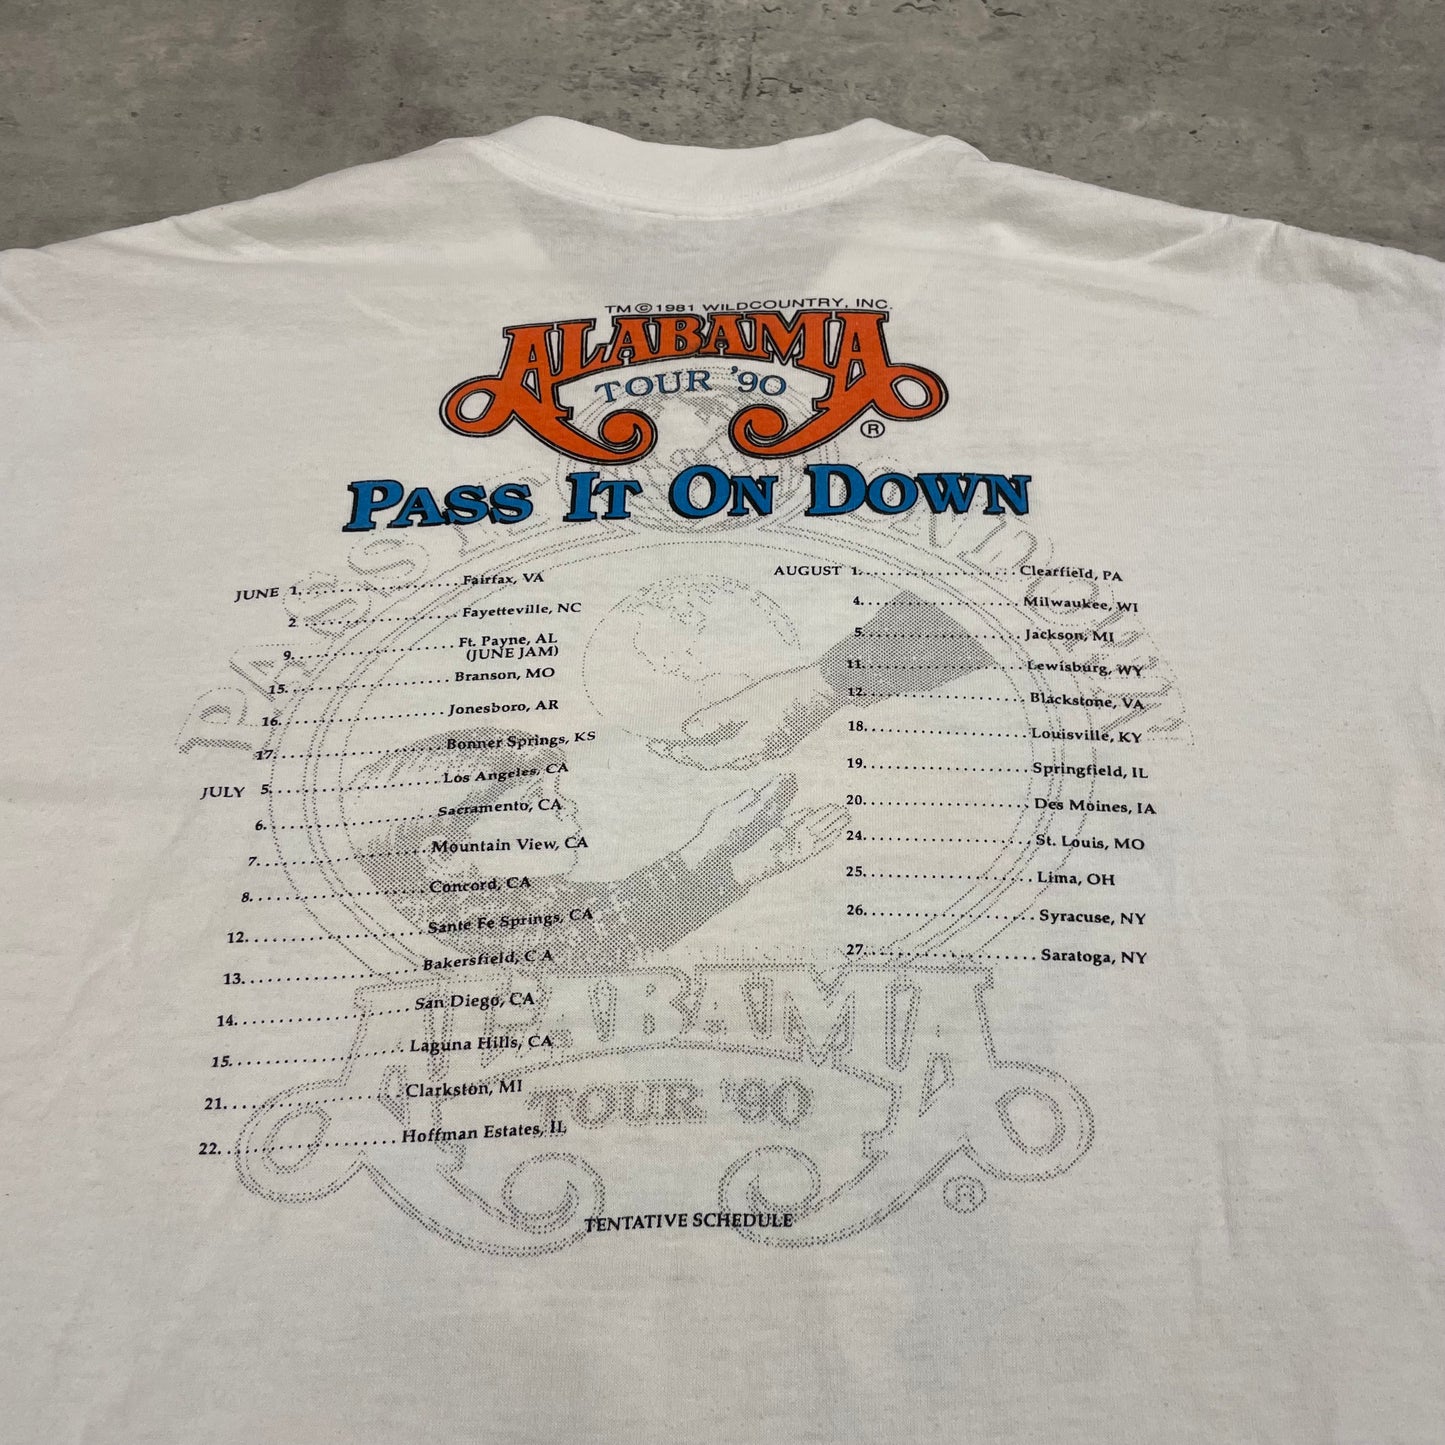 TM © 1981 WILDCOUNTRY, INC.
ALABAMA
TOUR '90
®
PASS IT ON DOWN
JUNE 1. Fairfax, VA
2. Fayetteville, NC
9. Ft. Payne, AL
(JUNE JAM)
15. Branson, MO
16. Jonesboro, AR
17. Bonner Springs, KS
JULY 5. Los Angeles, CA
6. Sacramento, CA
7. Mountain View, CA
8. Concord, CA
12. Sante Fe Springs, CA
13. Bakersfield, C A
14. San Diego, CA
15. Laguna Hills, CA
21. Clarkston, MI
22. Hoffman Estates, IL
AUGUST 1. Clearfield, PA
4. Milwaukee, WI
5. Jackson, MI
11. Lewisburg, WY
12. Blackstone, VA
18. Louisville, KY
19. Springfield, IL
20. Des Moines, IA
24. St. Louis, MO
25. Lima, OH
26. Syracuse, NY
27. Saratoga, NY
PASS IT ON DOWN
ALABAMA
TOUR '90
®
TENTATIVE SCHEDULE